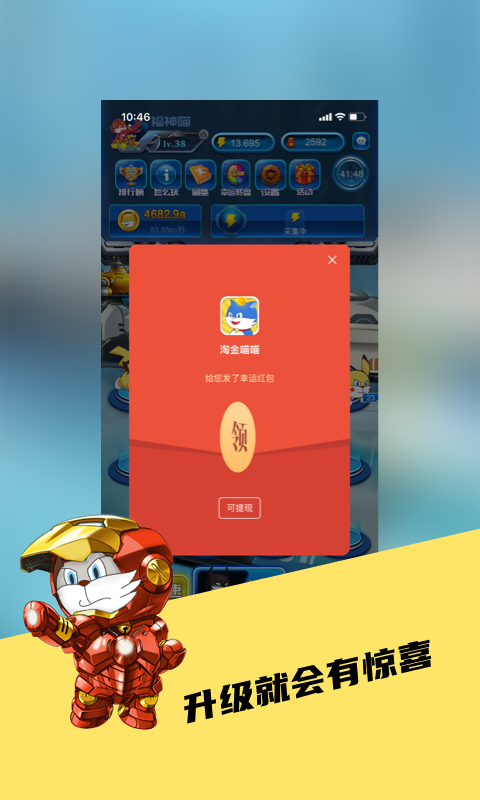 10:46
福神喵
lv.38
13.695
2592
排行榜
怎么玩
图鉴
幸运转盘
设置
活动
41:48
4682.9a
83.88m/秒
采集中
淘金喵喵
给您发了幸运红包
领
23
可提现
升级就会有惊喜